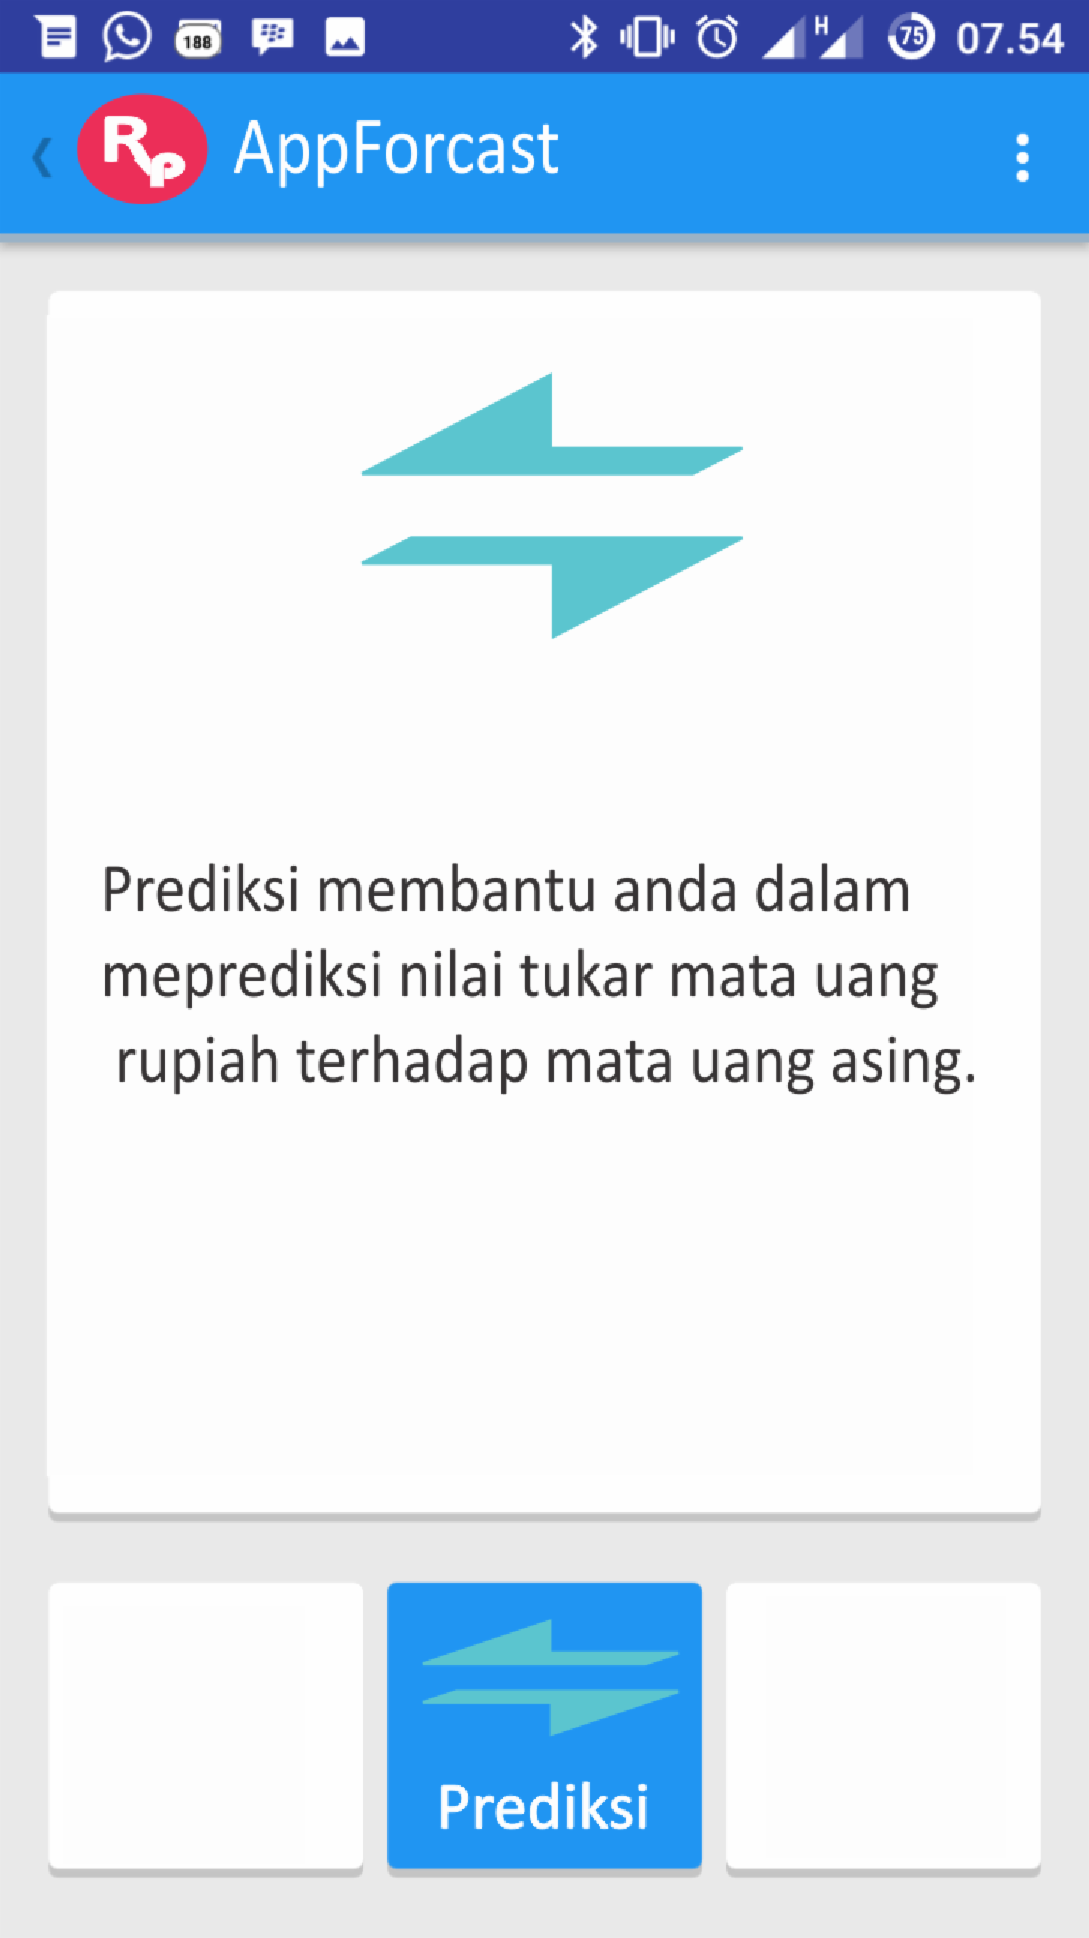 188 H 75 07.54
Rp AppForcast
Prediksi membantu anda dalam
meprediksi nilai tukar mata uang
rupiah terhadap mata uang asing.
Prediksi